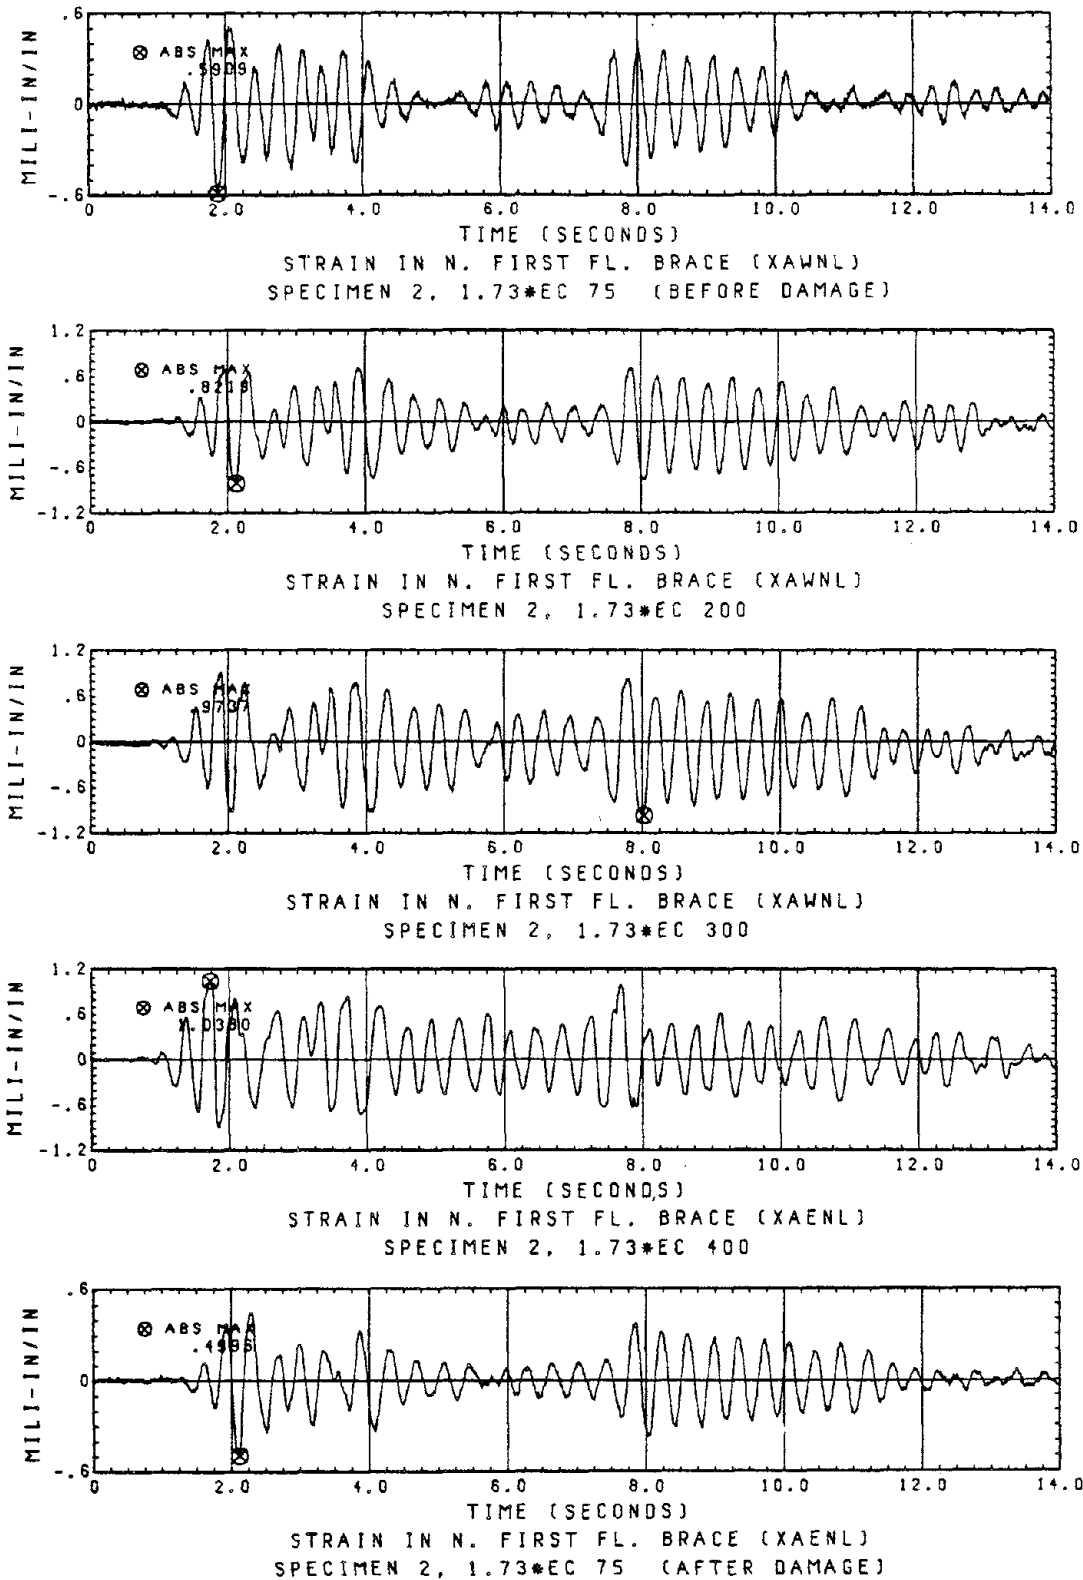 .6
⊗ ABS MAX
.5909
0
-.6
MILI-IN/IN
0 2.0 4.0 6.0 8.0 10.0 12.0 14.0
TIME (SECONDS)
STRAIN IN N. FIRST FL. BRACE (XAWNL)
SPECIMEN 2, 1.73*EC 75 (BEFORE DAMAGE)
1.2
⊗ ABS MAX
.6
.8218
0
-.6
-1.2
MILI-IN/IN
0 2.0 4.0 6.0 8.0 10.0 12.0 14.0
TIME (SECONDS)
STRAIN IN N. FIRST FL. BRACE (XAWNL)
SPECIMEN 2, 1.73*EC 200
1.2
⊗ ABS MAX
.6
.9737
0
-.6
-1.2
MILI-IN/IN
0 2.0 4.0 6.0 8.0 10.0 12.0 14.0
TIME (SECONDS)
STRAIN IN N. FIRST FL. BRACE (XAWNL)
SPECIMEN 2, 1.73*EC 300
1.2
⊗ ABS MAX
.6
1.0380
0
-.6
-1.2
MILI-IN/IN
0 2.0 4.0 6.0 8.0 10.0 12.0 14.0
TIME (SECONDS)
STRAIN IN N. FIRST FL. BRACE (XAENL)
SPECIMEN 2, 1.73*EC 400
.6
⊗ ABS MAX
0
-.6
MILI-IN/IN
0 2.0 4.0 6.0 8.0 10.0 12.0 14.0
TIME (SECONDS)
STRAIN IN N. FIRST FL. BRACE (XAENL)
SPECIMEN 2, 1.73*EC 75 (AFTER DAMAGE)